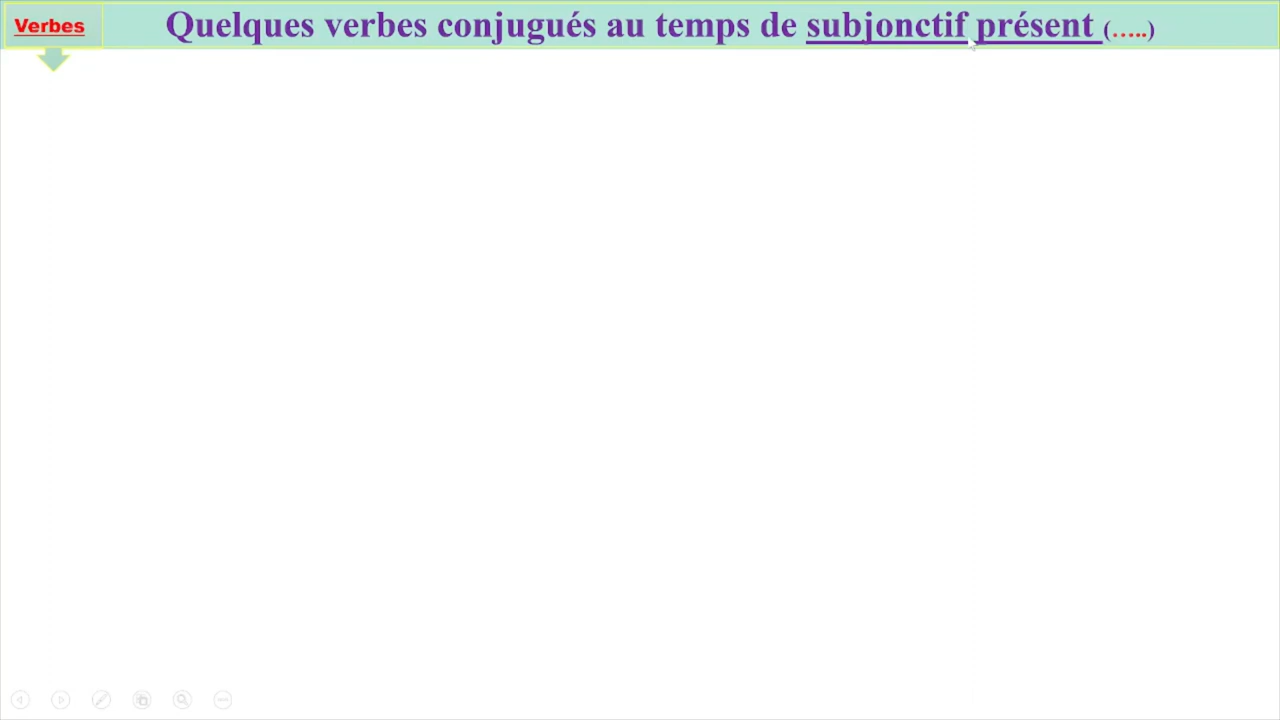 Verbes
Quelques verbes conjugués au temps de subjonctif présent (…..)